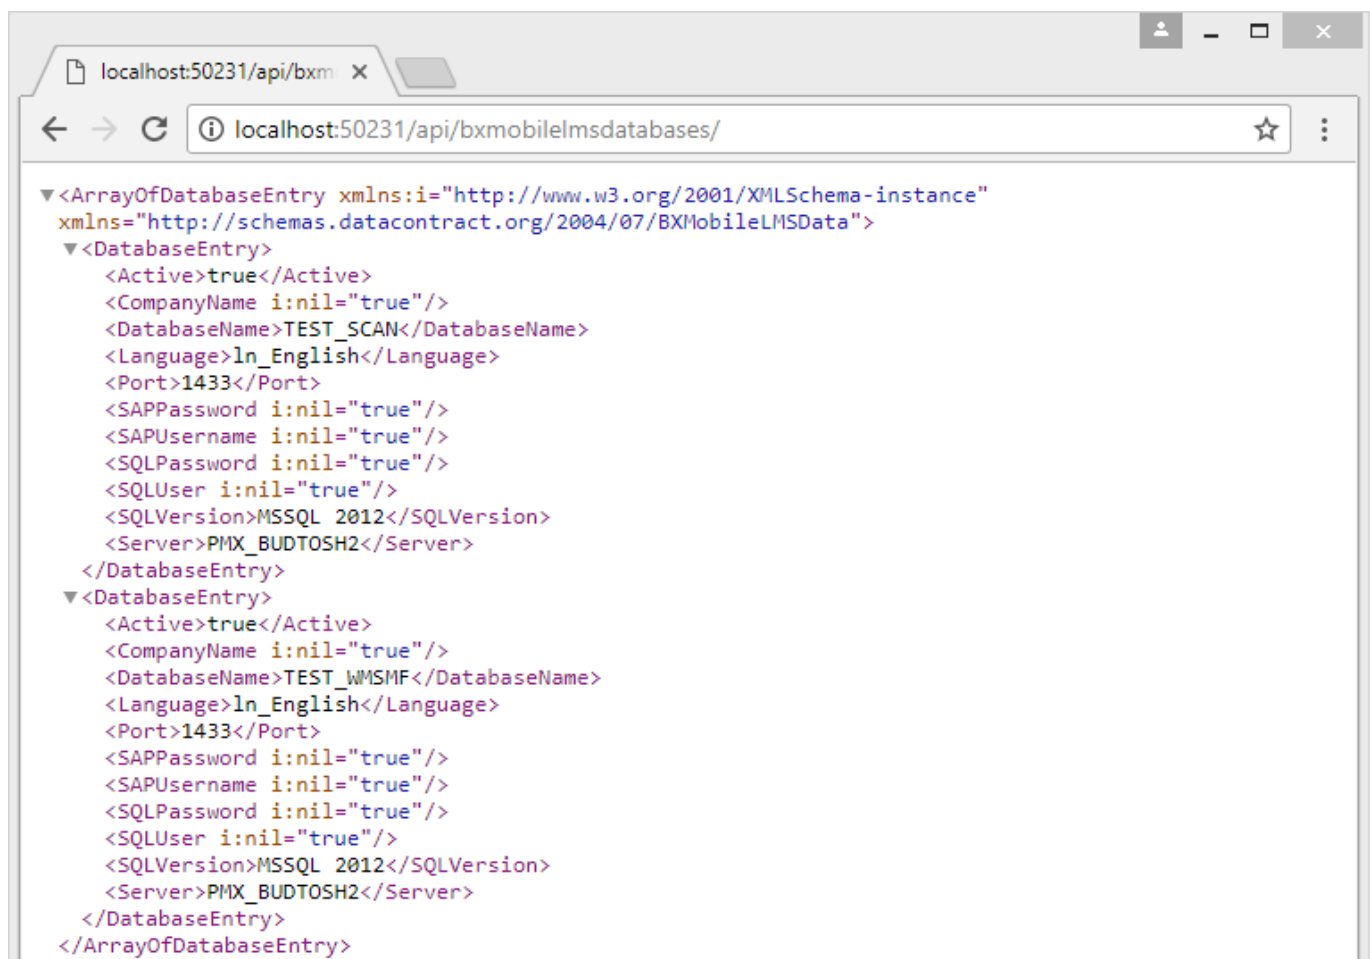 localhost:50231/api/bxm
localhost:50231/api/bxmobilelmsdatabases/
<ArrayOfDatabaseEntry xmlns:i="http://www.w3.org/2001/XMLSchema-instance"
xmlns="http://schemas.datacontract.org/2004/07/BXMobileLMSData">
<DatabaseEntry>
<Active>true</Active>
<CompanyName i:nil="true"/>
<DatabaseName>TEST_SCAN</DatabaseName>
<Language>ln_English</Language>
<Port>1433</Port>
<SAPPassword i:nil="true"/>
<SAPUsername i:nil="true"/>
<SQLPassword i:nil="true"/>
<SQLUser i:nil="true"/>
<SQLVersion>MSSQL 2012</SQLVersion>
<Server>PMX_BUDTOSH2</Server>
</DatabaseEntry>
<DatabaseEntry>
<Active>true</Active>
<CompanyName i:nil="true"/>
<DatabaseName>TEST_WMSMF</DatabaseName>
<Language>ln_English</Language>
<Port>1433</Port>
<SAPPassword i:nil="true"/>
<SAPUsername i:nil="true"/>
<SQLPassword i:nil="true"/>
<SQLUser i:nil="true"/>
<SQLVersion>MSSQL 2012</SQLVersion>
<Server>PMX_BUDTOSH2</Server>
</DatabaseEntry>
</ArrayOfDatabaseEntry>